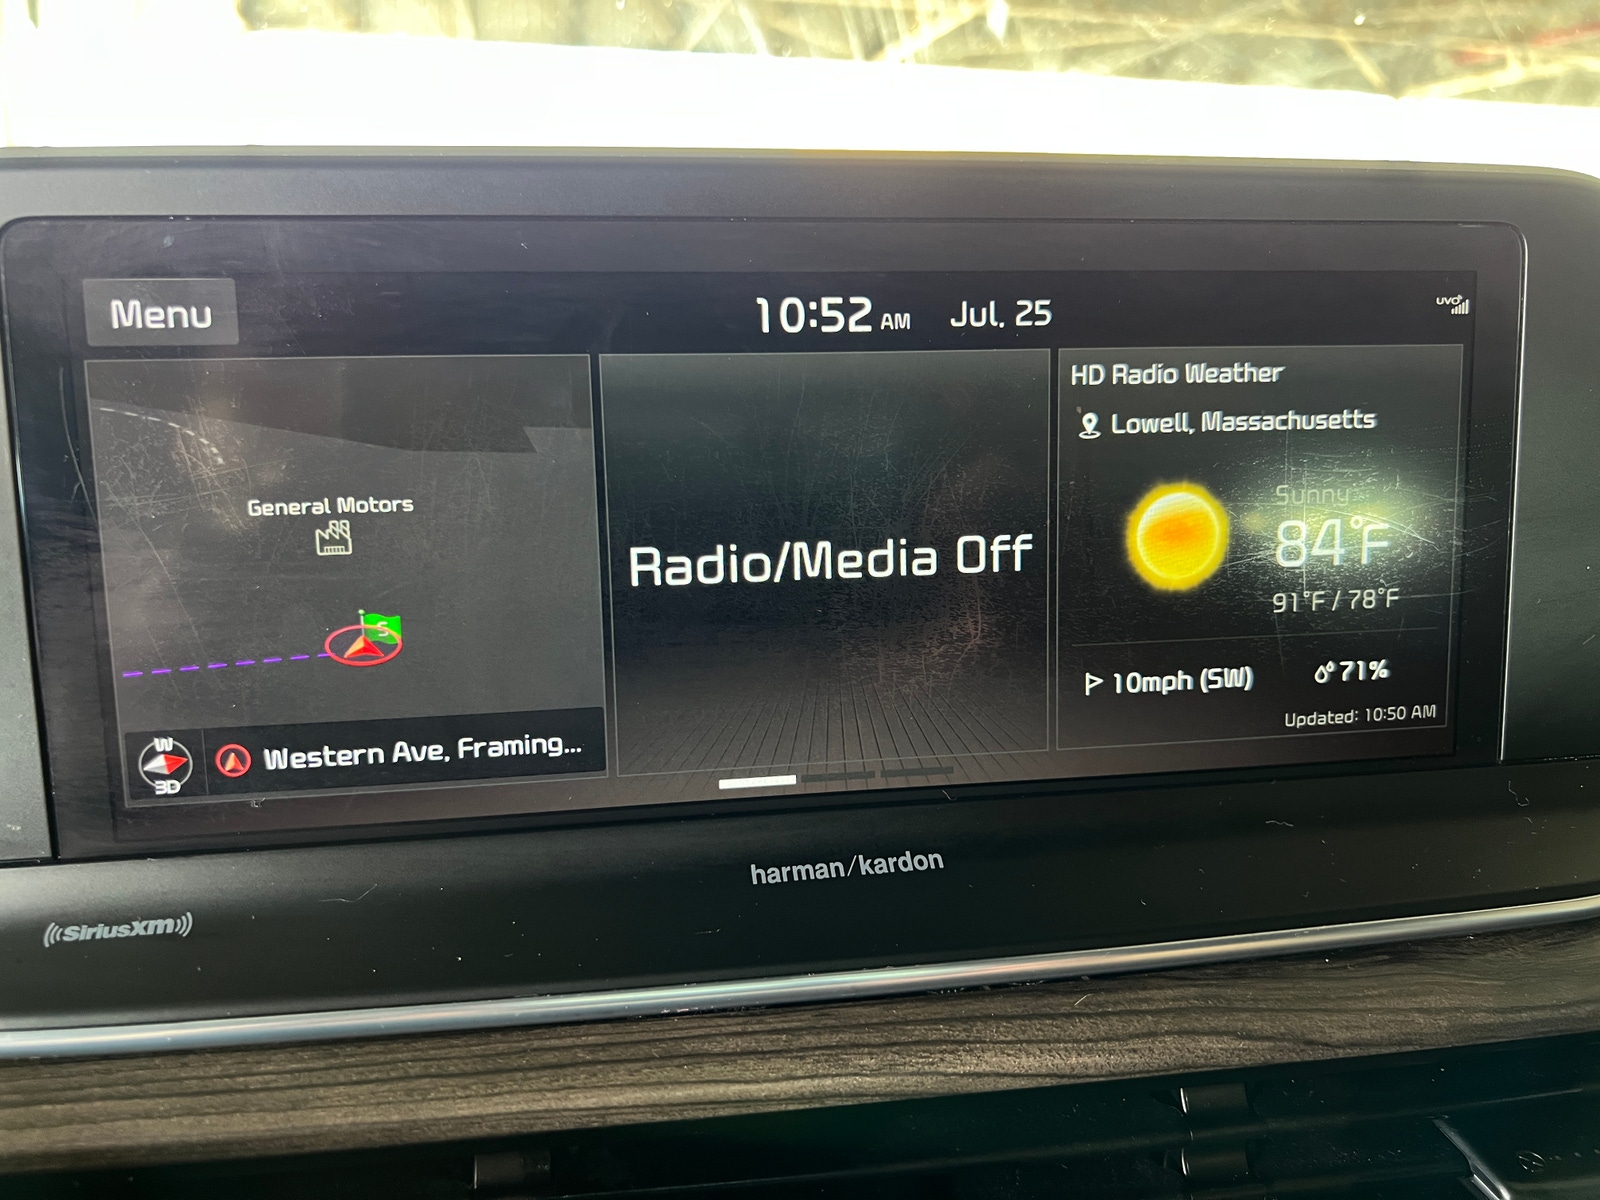 Menu
10:52 AM Jul. 25
UVO
General Motors
S
W
3D
Western Ave, Framing...
Radio/Media Off
HD Radio Weather
Lowell, Massachusetts
Sunny
84°F
91°F / 78°F
10mph (SW) 71%
Updated: 10:50 AM
harman/kardon
((SiriusXM))